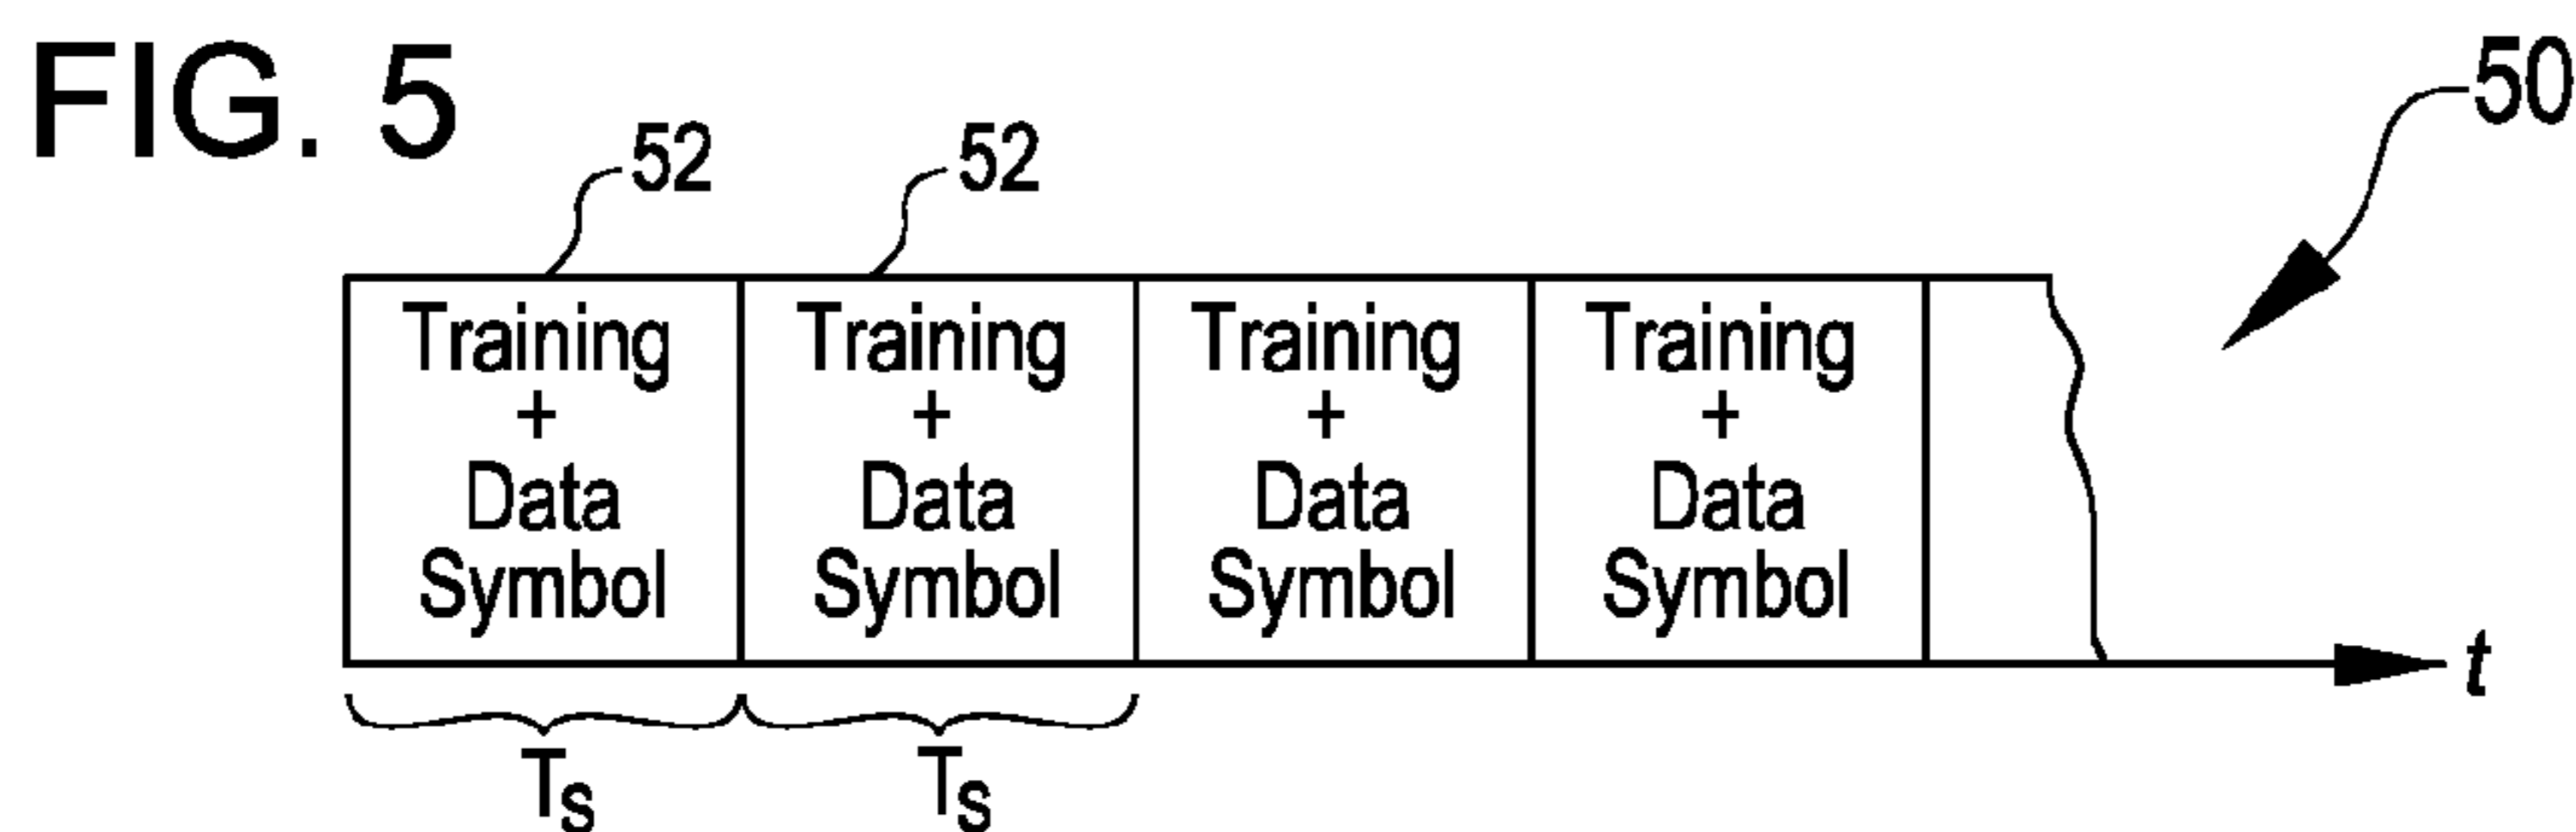 FIG. 5
50
52
52
Training
+
Data
Symbol
Training
+
Data
Symbol
Training
+
Data
Symbol
Training
+
Data
Symbol
t
Ts
Ts